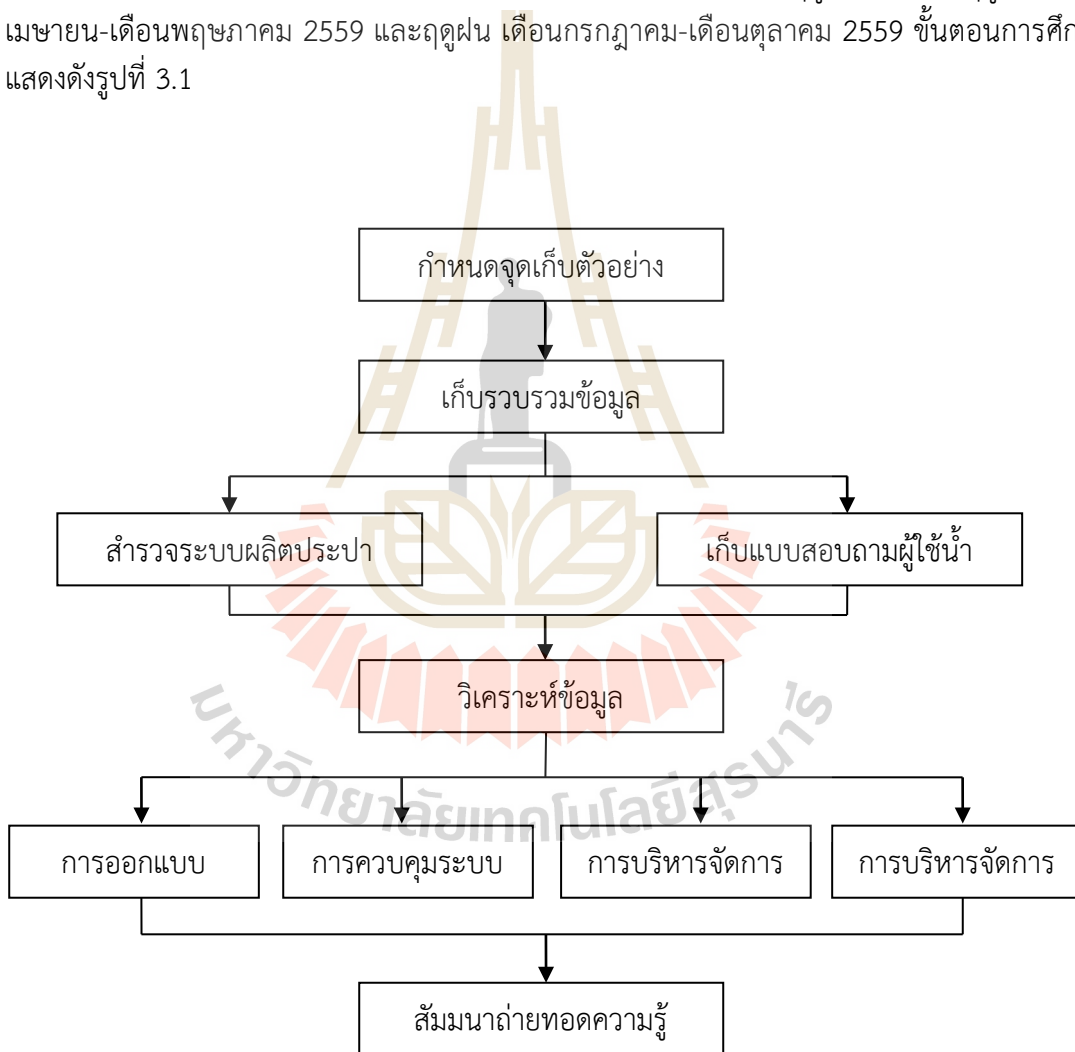 เมษายน-เดือนพฤษภาคม 2559 และฤดูฝน เดือนกรกฎาคม-เดือนตุลาคม 2559 ขั้นตอนการศึก
แสดงดังรูปที่ 3.1
กำหนดจุดเก็บตัวอย่าง
เก็บรวบรวมข้อมูล
สำรวจระบบผลิตประปา
เก็บแบบสอบถามผู้ใช้น้ำ
วิเคราะห์ข้อมูล
มหาวิทยาลัยเทคโนโลยีสุรนารี
การออกแบบ
การควบคุมระบบ
การบริหารจัดการ
การบริหารจัดการ
สัมมนาถ่ายทอดความรู้